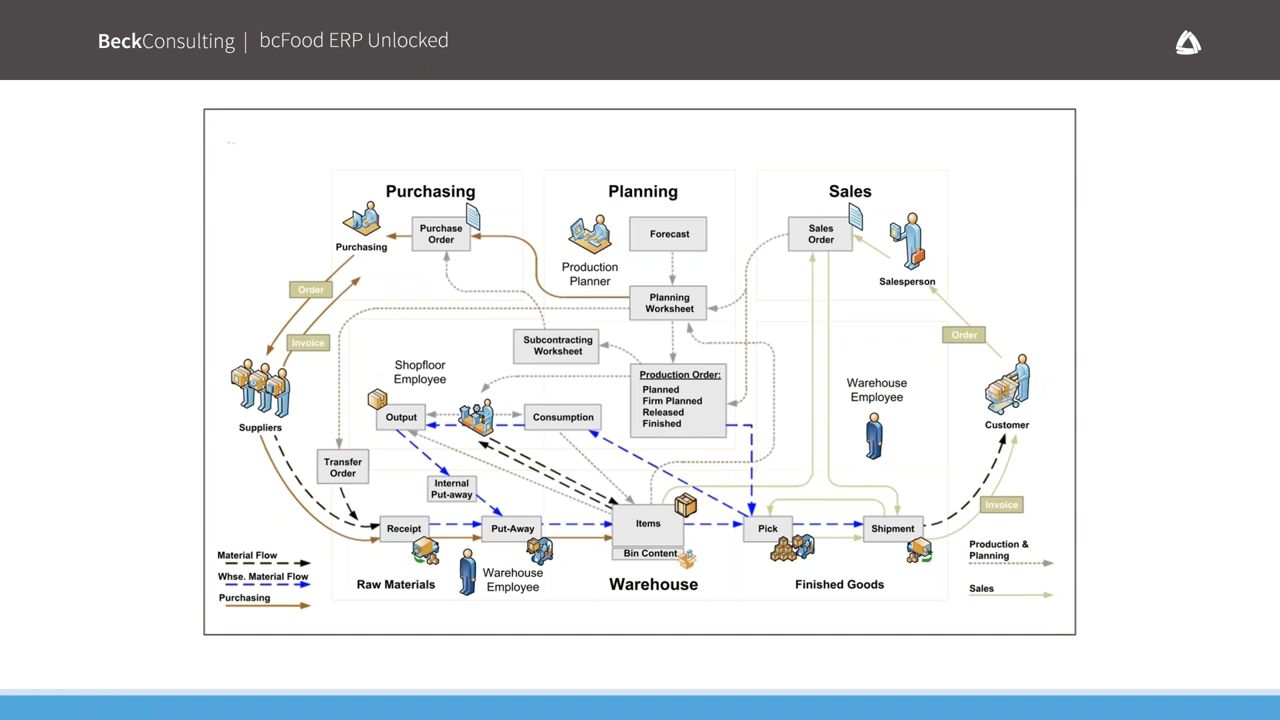 BeckConsulting | bcFood ERP Unlocked
Purchasing
Planning
Sales
Purchasing
Purchase
Order
Production
Planner
Forecast
Sales
Order
Salesperson
Order
Planning
Worksheet
Invoice
Order
Subcontracting
Worksheet
Shopfloor
Employee
Production Order:
Planned
Firm Planned
Released
Finished
Warehouse
Employee
Output
Consumption
Suppliers
Customer
Transfer
Order
Internal
Put-away
Invoice
Receipt
Put-Away
Items
Bin Content
Pick
Shipment
Material Flow
Whse. Material Flow
Purchasing
Raw Materials
Warehouse
Employee
Warehouse
Finished Goods
Production &
Planning
Sales